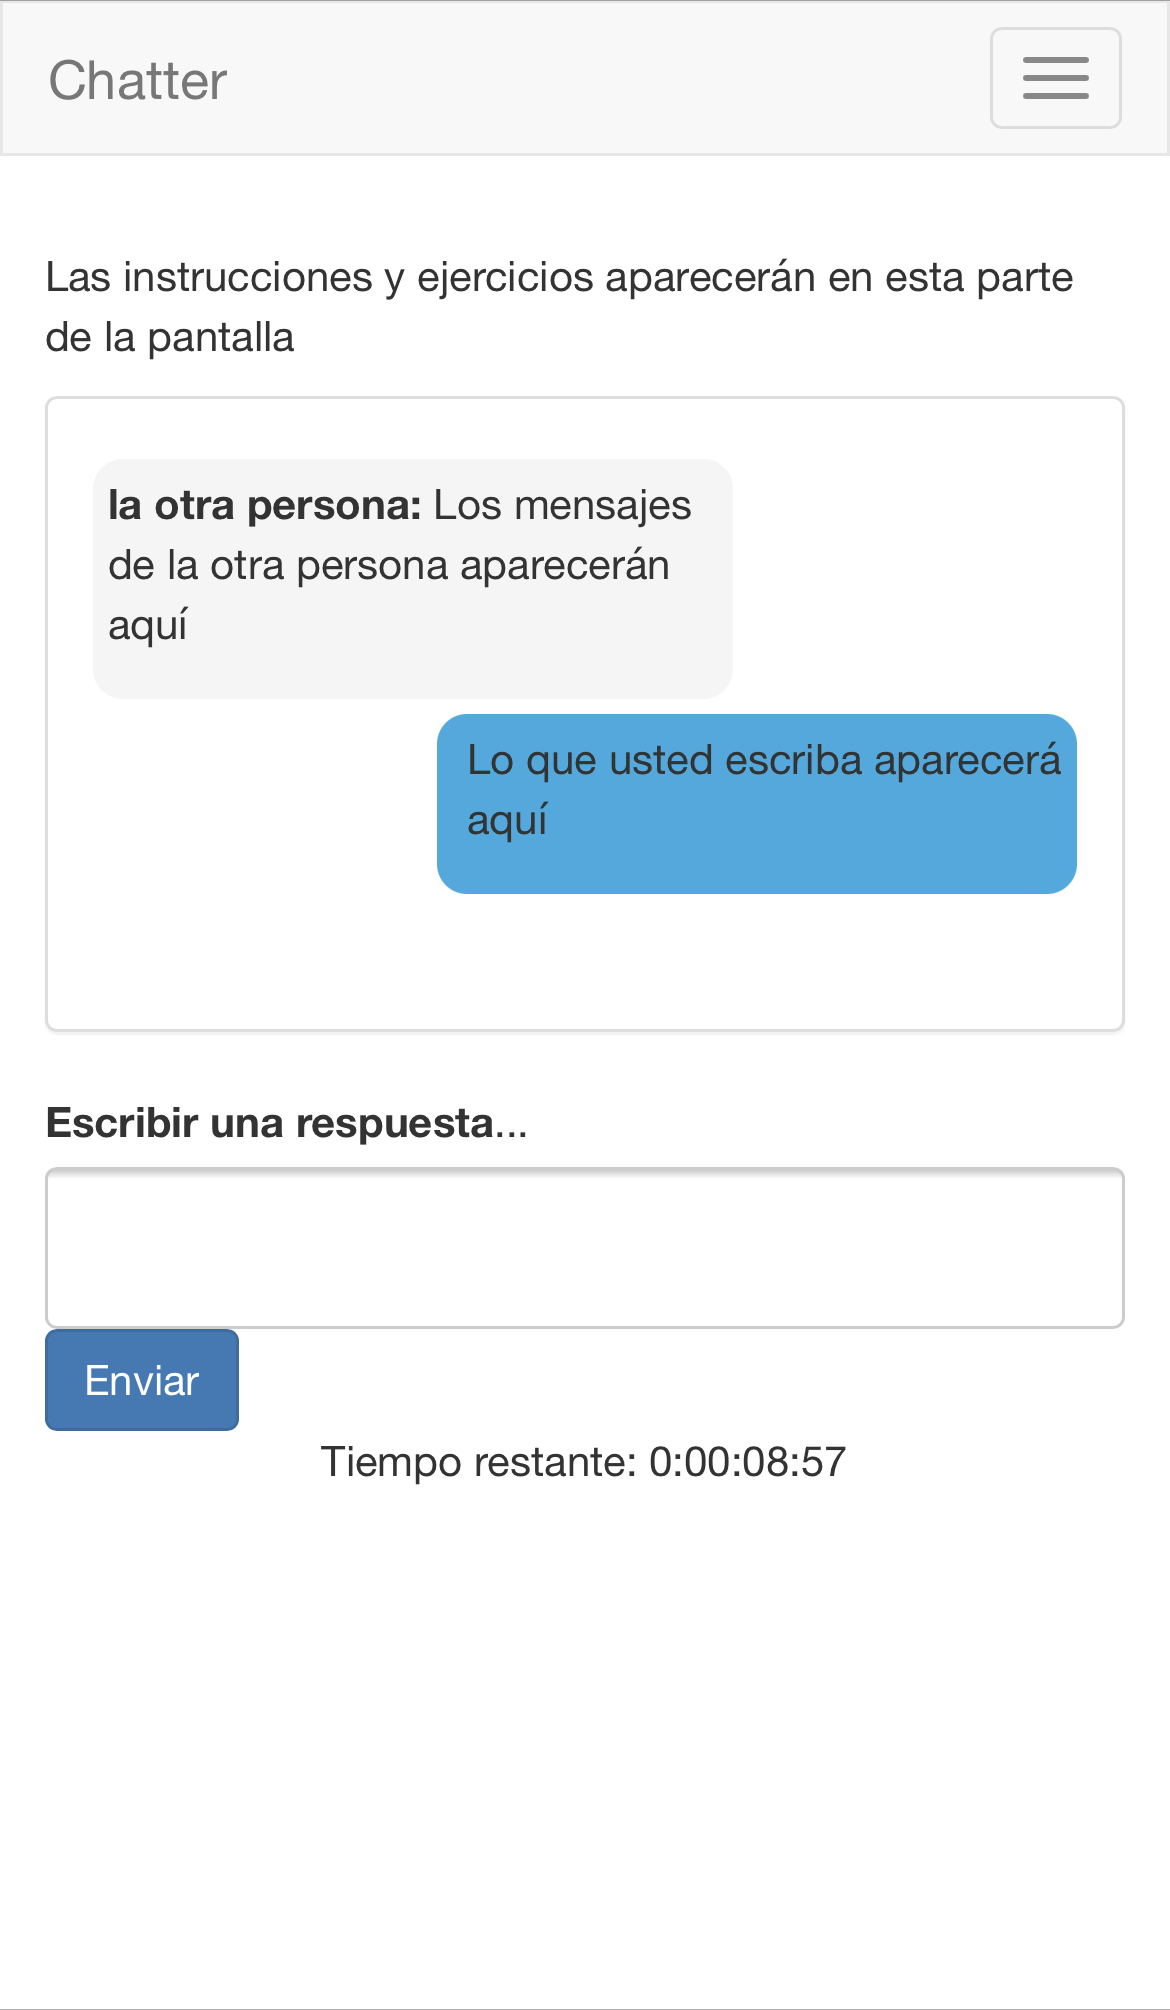 Chatter
Las instrucciones y ejercicios aparecerán en esta parte
de la pantalla
la otra persona: Los mensajes
de la otra persona aparecerán
aquí
Lo que usted escriba aparecerá
aquí
Escribir una respuesta...
Enviar
Tiempo restante: 0:00:08:57